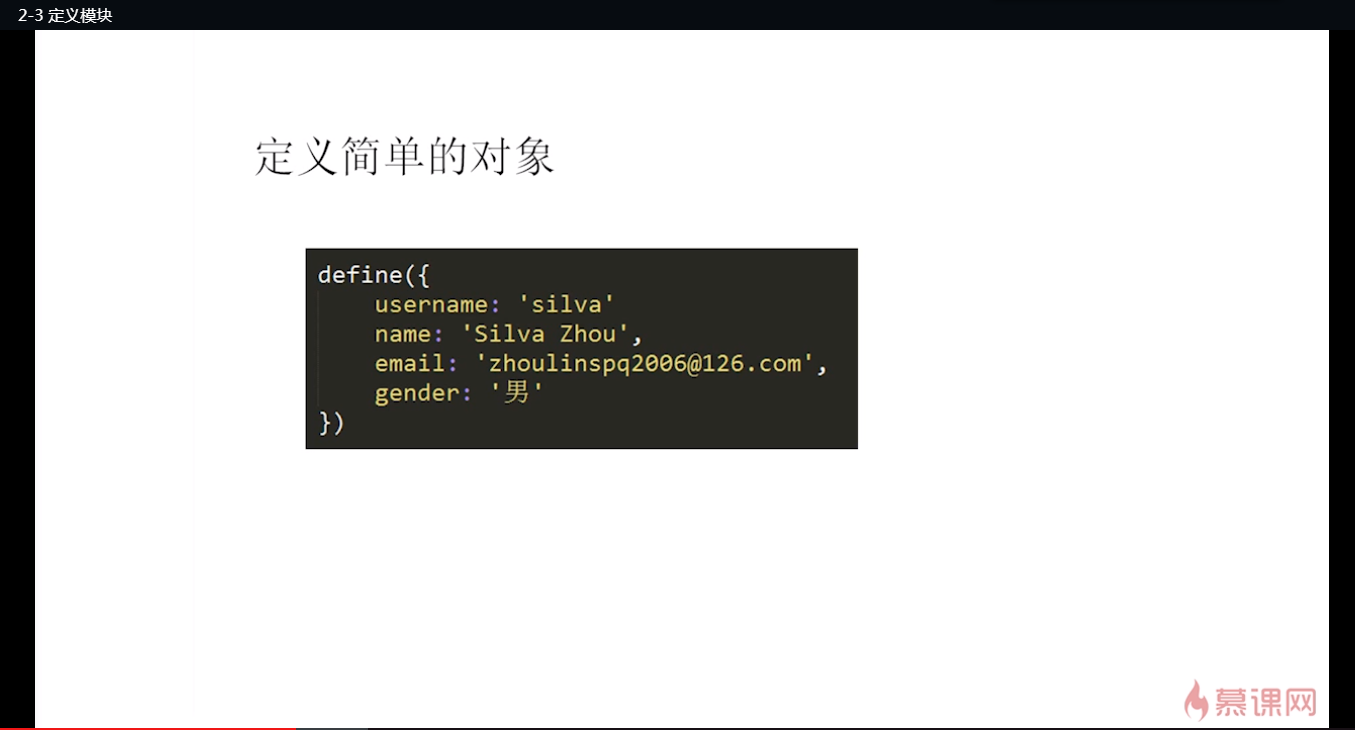 2-3 定义模块
定义简单的对象
define({
username: 'silva'
name: 'Silva Zhou',
email: 'zhoulinspq2006@126.com',
gender: '男'
})
慕课网